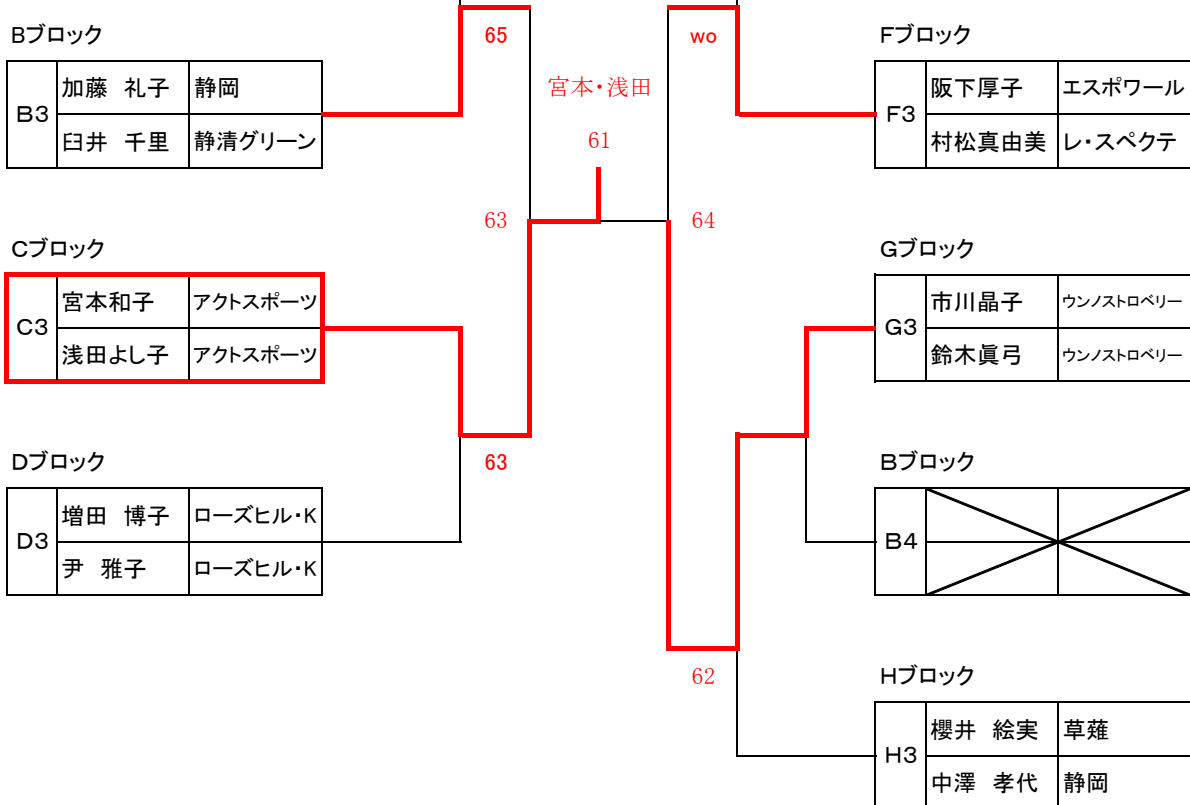 Bブロック
B3
加藤 礼子 静岡
臼井 千里 静清グリーン
Cブロック
C3
宮本和子 アクトスポーツ
浅田よし子 アクトスポーツ
Dブロック
D3
増田 博子 ローズヒル・K
尹 雅子 ローズヒル・K
65
wo
宮本・浅田
61
63
64
63
62
Fブロック
F3
阪下厚子 エスポワール
村松真由美 レ・スペクテ
Gブロック
G3
市川晶子 ウンノストロベリー
鈴木眞弓 ウンノストロベリー
Bブロック
B4
Hブロック
H3
櫻井 絵実 草薙
中澤 孝代 静岡